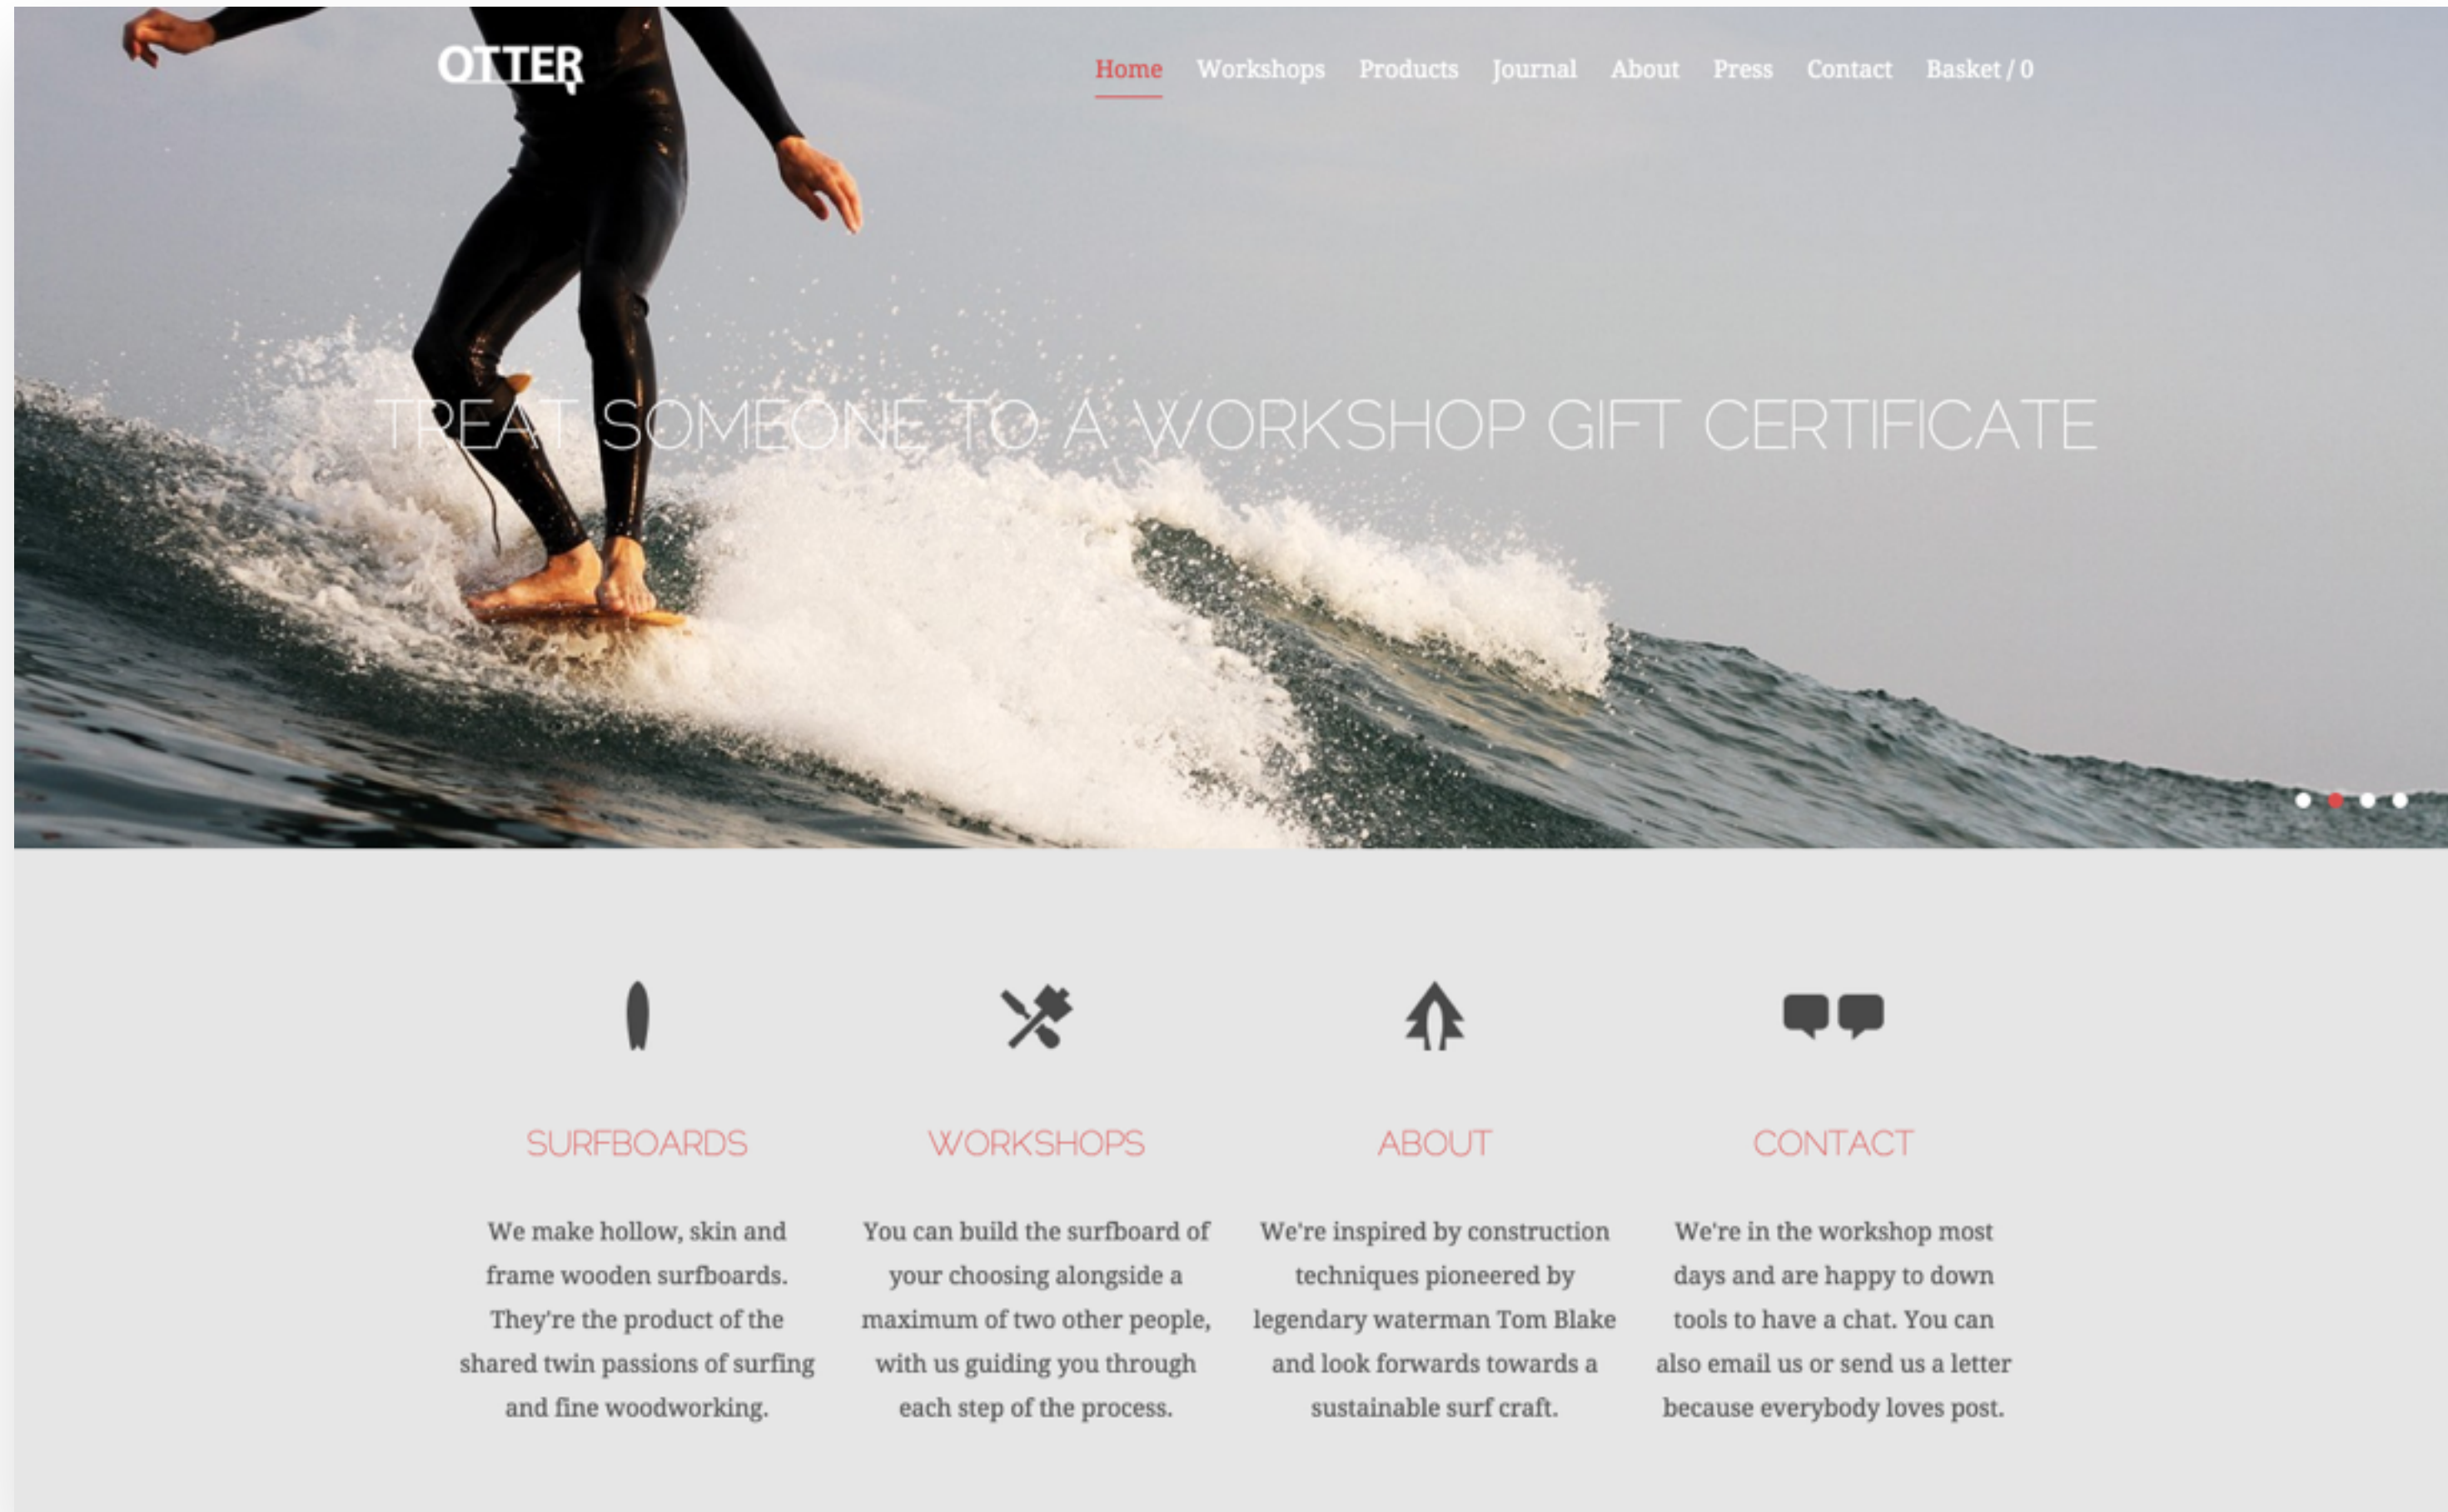 OTTER
Home Workshops Products Journal About Press Contact Basket / 0
TREAT SOMEONE TO A WORKSHOP GIFT CERTIFICATE
SURFBOARDS
We make hollow, skin and
frame wooden surfboards.
They're the product of the
shared twin passions of surfing
and fine woodworking.
WORKSHOPS
You can build the surfboard of
your choosing alongside a
maximum of two other people,
with us guiding you through
each step of the process.
ABOUT
We're inspired by construction
techniques pioneered by
legendary waterman Tom Blake
and look forwards towards a
sustainable surf craft.
CONTACT
We're in the workshop most
days and are happy to down
tools to have a chat. You can
also email us or send us a letter
because everybody loves post.